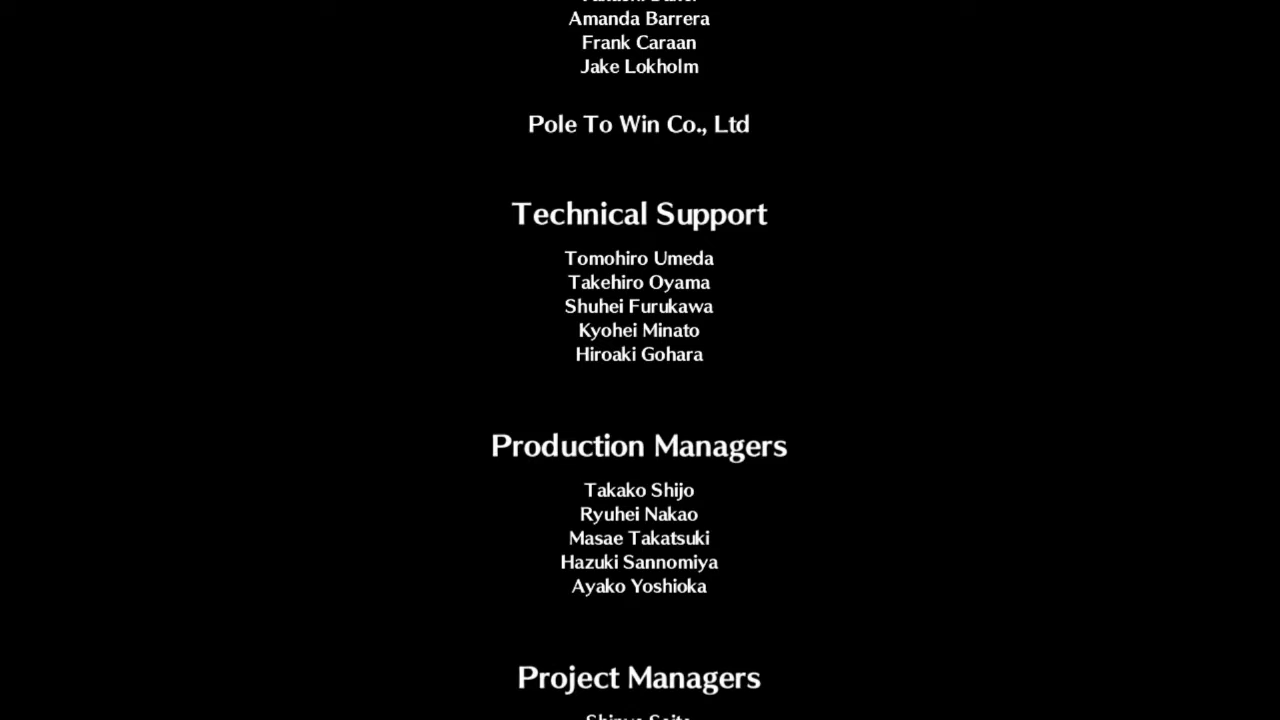 Amanda Barrera
Frank Caraan
Jake Lokholm
Pole To Win Co., Ltd
Technical Support
Tomohiro Umeda
Takehiro Oyama
Shuhei Furukawa
Kyohei Minato
Hiroaki Gohara
Production Managers
Takako Shijo
Ryuhei Nakao
Masae Takatsuki
Hazuki Sannomiya
Ayako Yoshioka
Project Managers